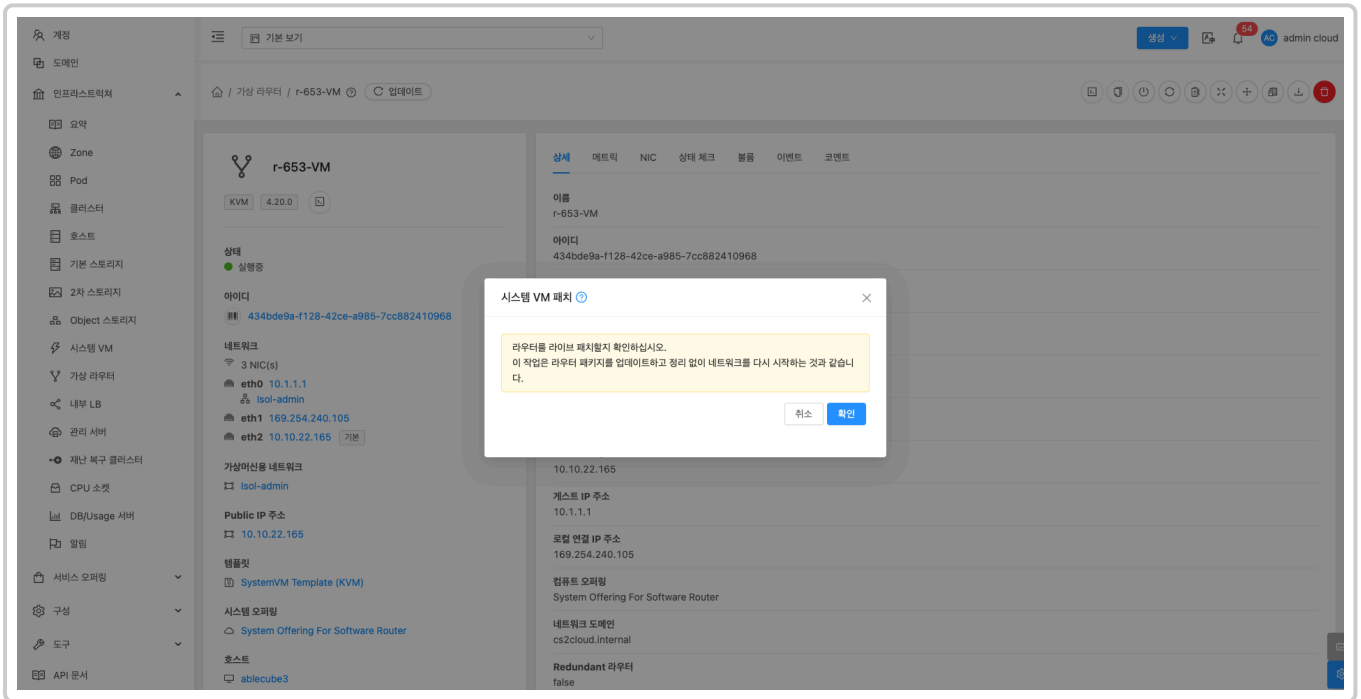 계정
기본 보기
생성
54
AC
admin cloud
도메인
인프라스트럭쳐
/ 가상 라우터 / r-653-VM
업데이트
요약
Zone
Pod
클러스터
호스트
기본 스토리지
2차 스토리지
Object 스토리지
시스템 VM
가상 라우터
내부 LB
관리 서버
재난 복구 클러스터
CPU 소켓
DB/Usage 서버
알림
서비스 오퍼링
구성
도구
API 문서
r-653-VM
KVM
4.20.0
상태
실행중
아이디
434bde9a-f128-42ce-a985-7cc882410968
네트워크
3 NIC(s)
eth0 10.1.1.1
lsol-admin
eth1 169.254.240.105
eth2 10.10.22.165 기본
가상머신용 네트워크
lsol-admin
Public IP 주소
10.10.22.165
템플릿
SystemVM Template (KVM)
시스템 오퍼링
System Offering For Software Router
호스트
ablecube3
상세 메트릭 NIC 상태 체크 볼륨 이벤트 코멘트
이름
r-653-VM
아이디
434bde9a-f128-42ce-a985-7cc882410968
시스템 VM 패치
라우터를 라이브 패치할지 확인하십시오.
이 작업은 라우터 패키지를 업데이트하고 정리 없이 네트워크를 다시 시작하는 것과 같습니
다.
취소
확인
10.10.22.165
게스트 IP 주소
10.1.1.1
로컬 연결 IP 주소
169.254.240.105
컴퓨트 오퍼링
System Offering For Software Router
네트워크 도메인
cs2cloud.internal
Redundant 라우터
false